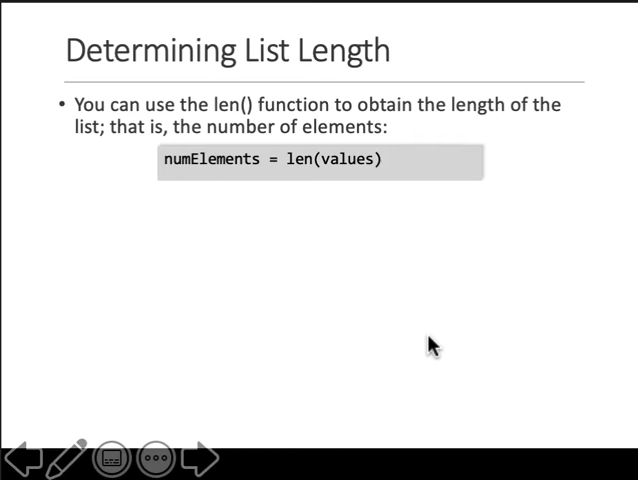 Determining List Length
• You can use the len() function to obtain the length of the
list; that is, the number of elements:
numElements = len(values)